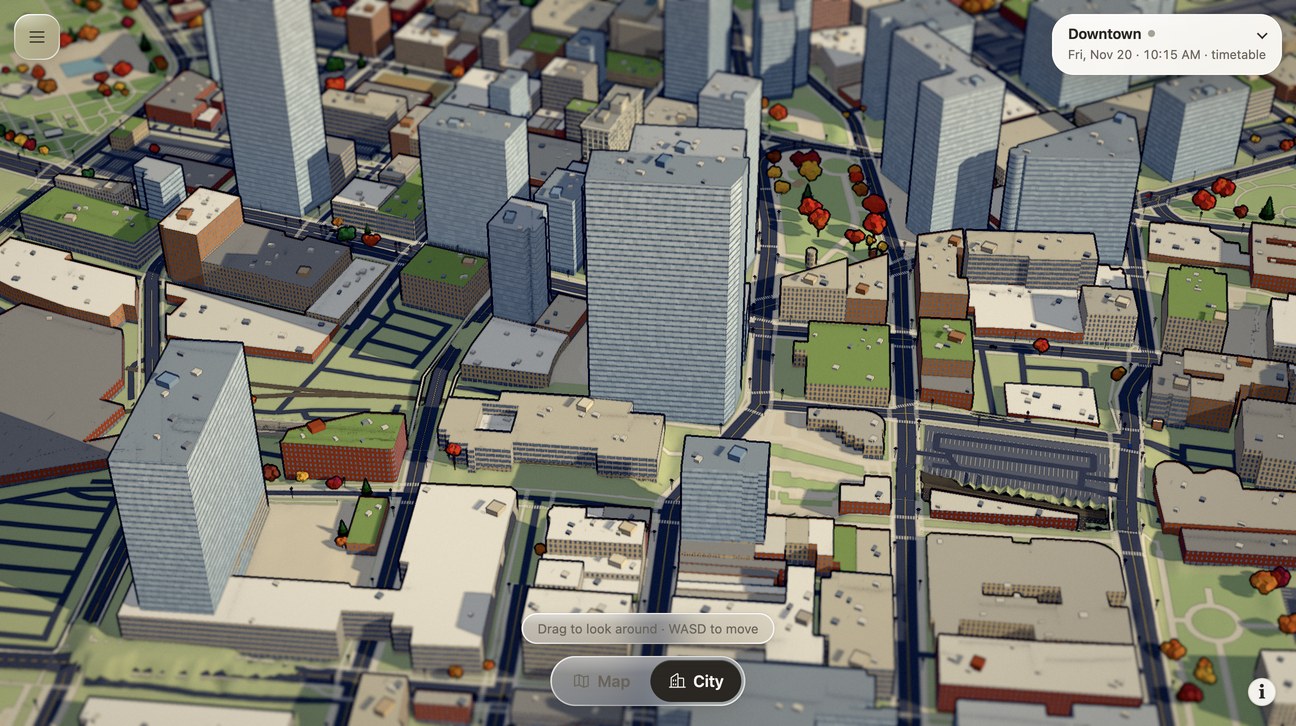 Downtown
Fri, Nov 20 · 10:15 AM · timetable
Drag to look around · WASD to move
Map
City
i